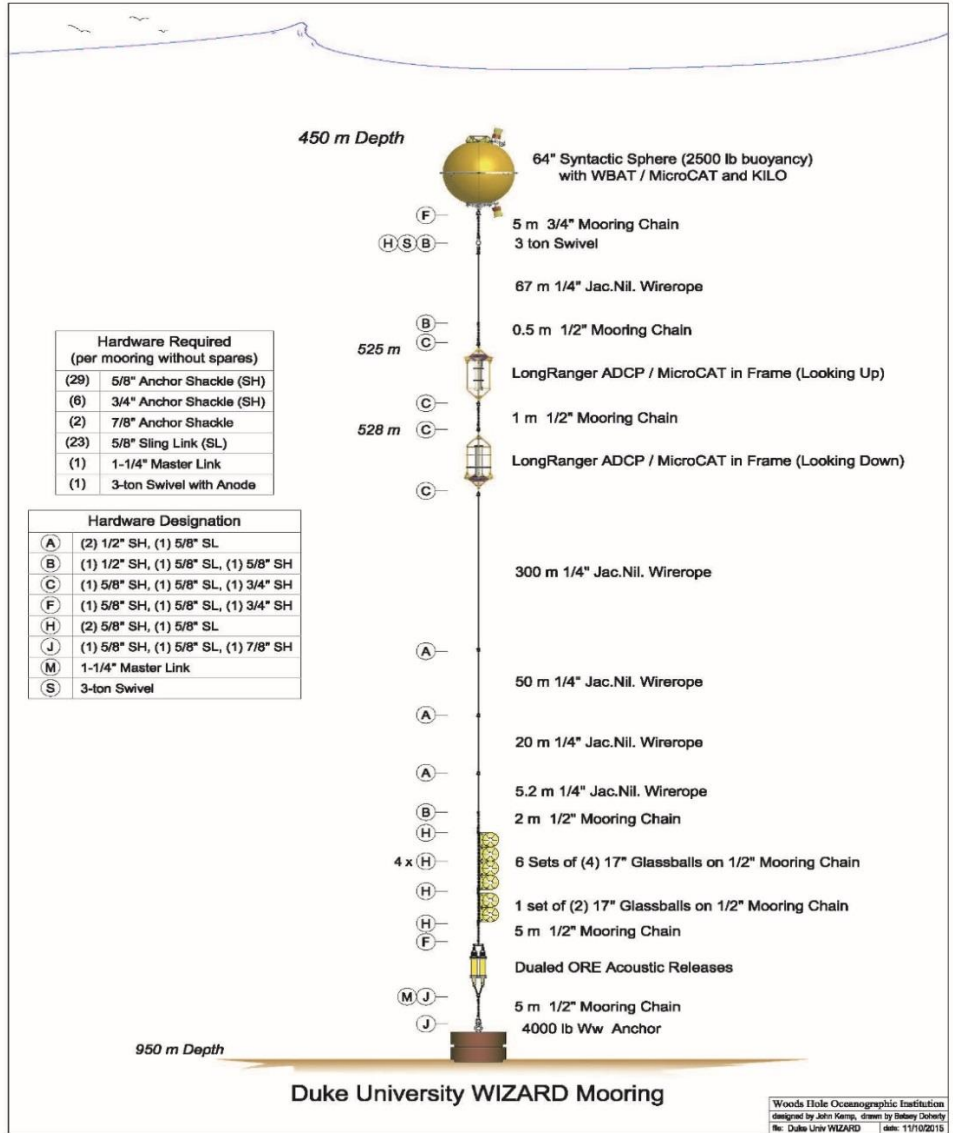 450 m Depth
64" Syntactic Sphere (2500 lb buoyancy)
with WBAT / MicroCAT and KILO
F
5 m 3/4" Mooring Chain
H S B
3 ton Swivel
67 m 1/4" Jac.Nil. Wirerope
B
0.5 m 1/2" Mooring Chain
C
525 m
LongRanger ADCP / MicroCAT in Frame (Looking Up)
C
1 m 1/2" Mooring Chain
528 m
C
LongRanger ADCP / MicroCAT in Frame (Looking Down)
C
Hardware Required
(per mooring without spares)
(29) 5/8" Anchor Shackle (SH)
(6) 3/4" Anchor Shackle (SH)
(2) 7/8" Anchor Shackle
(23) 5/8" Sling Link (SL)
(1) 1-1/4" Master Link
(1) 3-ton Swivel with Anode
Hardware Designation
A (2) 1/2" SH, (1) 5/8" SL
B (1) 1/2" SH, (1) 5/8" SL, (1) 5/8" SH
C (1) 5/8" SH, (1) 5/8" SL, (1) 3/4" SH
F (1) 5/8" SH, (1) 5/8" SL, (1) 3/4" SH
H (2) 5/8" SH, (1) 5/8" SL
J (1) 5/8" SH, (1) 5/8" SL, (1) 7/8" SH
M 1-1/4" Master Link
S 3-ton Swivel
300 m 1/4" Jac.Nil. Wirerope
A
50 m 1/4" Jac.Nil. Wirerope
A
20 m 1/4" Jac.Nil. Wirerope
A
5.2 m 1/4" Jac.Nil. Wirerope
B
2 m 1/2" Mooring Chain
H
4 x H
6 Sets of (4) 17" Glassballs on 1/2" Mooring Chain
H
1 set of (2) 17" Glassballs on 1/2" Mooring Chain
H
5 m 1/2" Mooring Chain
F
Dualed ORE Acoustic Releases
M J
5 m 1/2" Mooring Chain
J
4000 lb Ww Anchor
950 m Depth
Duke University WIZARD Mooring
Woods Hole Oceanographic Institution
designed by John Kemp, drawn by Betsey Doherty
file: Duke Univ WIZARD date: 11/10/2015